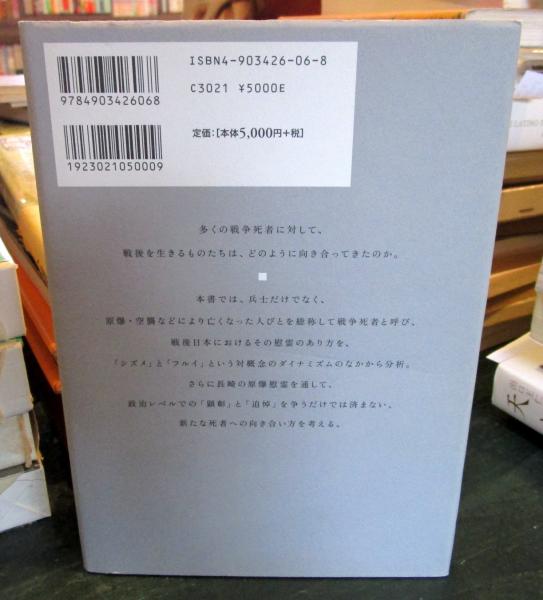 ISBN4-903426-06-8
C3021 ¥5000E
9784903426068
定価:[本体5,000円+税]
1923021050009
多くの戦争死者に対して、
戦後を生きるものたちは、どのように向き合ってきたのか。
本書では、兵士だけでなく、
原爆・空襲などにより亡くなった人びとを総称して戦争死者と呼び、
戦後日本におけるその慰霊のあり方を、
「シズメ」と「フルイ」という対概念のダイナミズムのなかから分析。
さらに長崎の原爆慰霊を通して、
政治レベルでの「顕彰」と「追悼」を争うだけでは済まない、
新たな死者への向き合い方を考える。